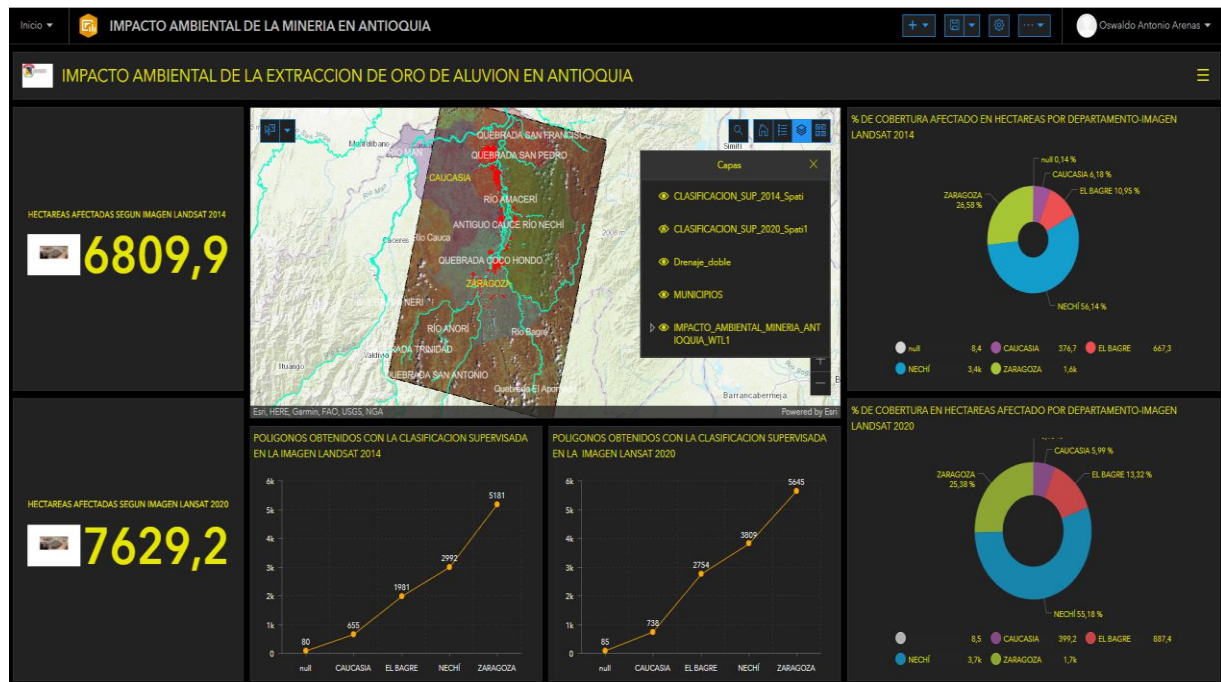 Inicio
IMPACTO AMBIENTAL DE LA MINERIA EN ANTIOQUIA
Oswaldo Antonio Arenas
IMPACTO AMBIENTAL DE LA EXTRACCION DE ORO DE ALUVION EN ANTIOQUIA
HECTAREAS AFECTADAS SEGUN IMAGEN LANDSAT 2014
6809,9
HECTAREAS AFECTADAS SEGUN IMAGEN LANSAT 2020
7629,2
QUEBRADA SAN FRANCISCO
Simití
RIO MAN
QUEBRADA SAN PEDRO
CAUCASIA
RÍO AMACERÍ
ANTIGUO CAUCE RÍO NECHÍ
2008 m
Cáceres
Río Cauca
QUEBRADA COCO HONDO
ZARAGOZA
NERI
RÍO ANORÍ
Río Bagre
Valdivia
TRINIDAD
Ituango
QUEBRADA SAN ANTONIO
Barrancabermeja
Esri, HERE, Garmin, FAO, USGS, NGA
Powered by Esri
Capas
CLASIFICACION_SUP_2014_Spati
CLASIFICACION_SUP_2020_Spati1
Drenaje_doble
MUNICIPIOS
IMPACTO_AMBIENTAL_MINERIA_ANT
IOQUIA_WTL1
POLIGONOS OBTENIDOS CON LA CLASIFICACION SUPERVISADA
EN LA IMAGEN LANDSAT 2014
6k
5k
4k
3k
2k
1k
0
80
655
1981
2992
5181
null CAUCASIA EL BAGRE NECHÍ ZARAGOZA
POLIGONOS OBTENIDOS CON LA CLASIFICACION SUPERVISADA
EN LA IMAGEN LANSAT 2020
6k
5k
4k
3k
2k
1k
0
85
738
2754
3809
5645
null CAUCASIA EL BAGRE NECHÍ ZARAGOZA
% DE COBERTURA AFECTADO EN HECTAREAS POR DEPARTAMENTO-IMAGEN
LANDSAT 2014
null 0,14 %
CAUCASIA 6,18 %
EL BAGRE 10,95 %
ZARAGOZA
26,58 %
NECHÍ 56,14 %
null 8,4 CAUCASIA 376,7 EL BAGRE 667,3
NECHÍ 3,4k ZARAGOZA 1,6k
% DE COBERTURA EN HECTAREAS AFECTADO POR DEPARTAMENTO-IMAGEN
LANDSAT 2020
CAUCASIA 5,99 %
EL BAGRE 13,32 %
ZARAGOZA
25,38 %
NECHÍ 55,18 %
8,5 CAUCASIA 399,2 EL BAGRE 887,4
NECHÍ 3,7k ZARAGOZA 1,7k